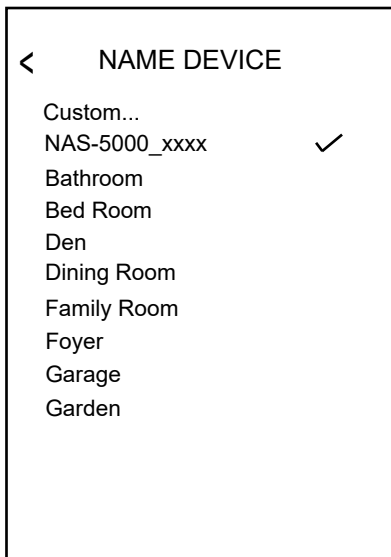 < NAME DEVICE
Custom...
NAS-5000_xxxx
Bathroom
Bed Room
Den
Dining Room
Family Room
Foyer
Garage
Garden